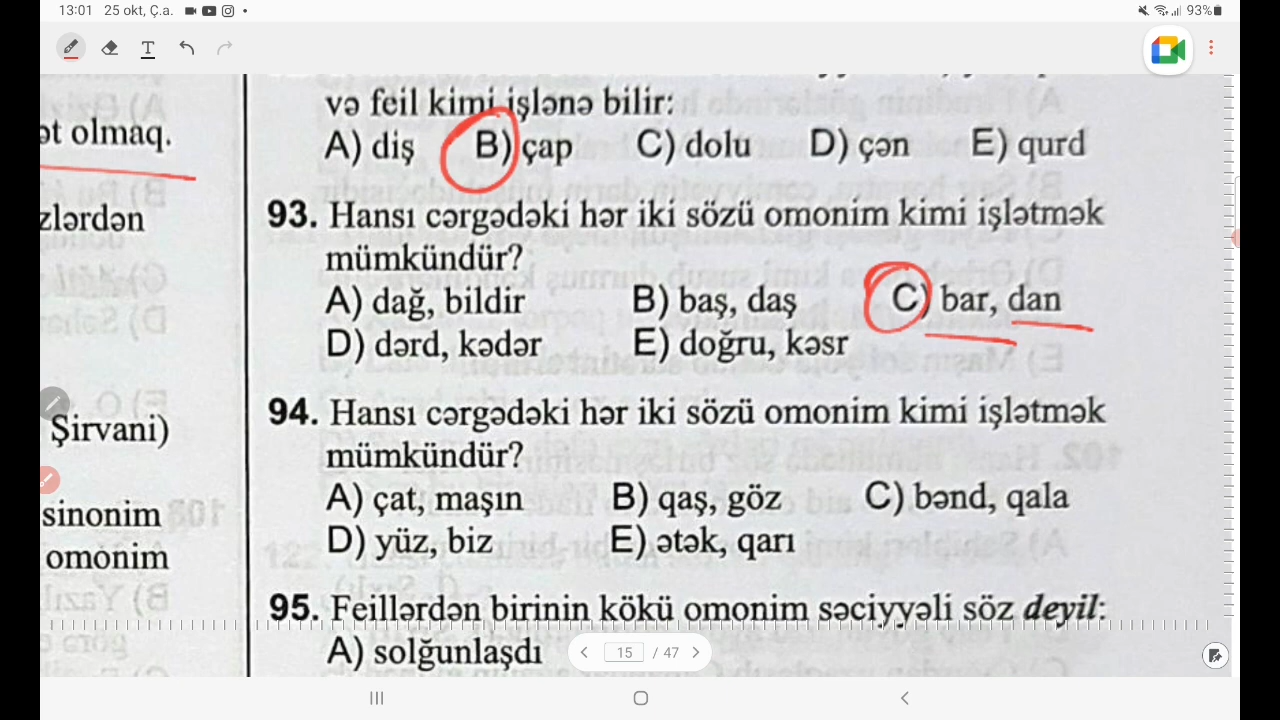 13:01 25 okt, Ç.a.
93%
T
ət olmaq.
zlərdən
Şirvani)
sinonim
omonim
və feil kimi işlənə bilir:
A) diş B) çap C) dolu D) çən E) qurd
93. Hansı cərgədəki hər iki sözü omonim kimi işlətmək
mümkündür?
A) dağ, bildir B) baş, daş C) bar, dan
D) dərd, kədər E) doğru, kəsr
94. Hansı cərgədəki hər iki sözü omonim kimi işlətmək
mümkündür?
A) çat, maşın B) qaş, göz C) bənd, qala
D) yüz, biz E) ətək, qarı
95. Feillərdən birinin kökü omonim səciyyəli söz deyil:
A) solğunlaşdı
15 / 47